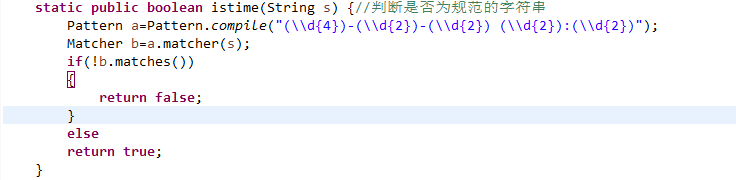 static public boolean istime(String s) {//判断是否为规范的字符串
Pattern a=Pattern.compile("(\\d{4})-(\\d{2})-(\\d{2}) (\\d{2}):(\\d{2})");
Matcher b=a.matcher(s);
if(!b.matches())
{
return false;
}
else
return true;
}